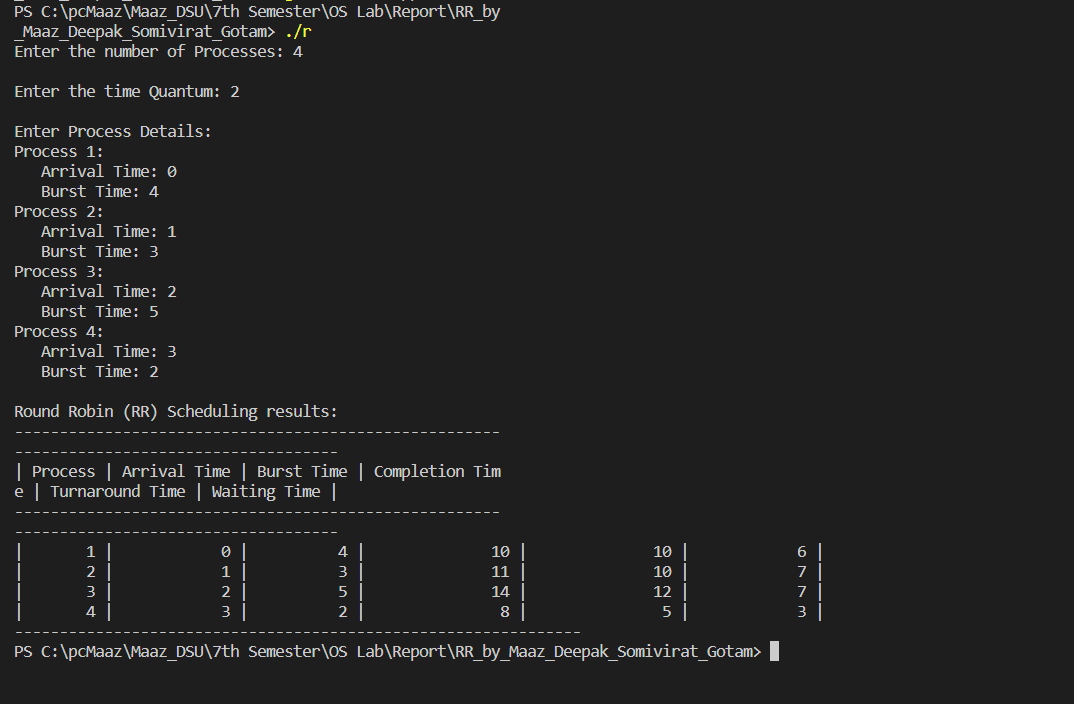 PS C:\pcMaaz\Maaz_DSU\7th Semester\OS Lab\Report\RR_by
_Maaz_Deepak_Somivirat_Gotam> ./r
Enter the number of Processes: 4
Enter the time Quantum: 2
Enter Process Details:
Process 1:
Arrival Time: 0
Burst Time: 4
Process 2:
Arrival Time: 1
Burst Time: 3
Process 3:
Arrival Time: 2
Burst Time: 5
Process 4:
Arrival Time: 3
Burst Time: 2
Round Robin (RR) Scheduling results:
------------------------------------------------------
------------------------------------
| Process | Arrival Time | Burst Time | Completion Tim
e | Turnaround Time | Waiting Time |
------------------------------------------------------
------------------------------------
| 1 | 0 | 4 | 10 | 10 | 6 |
| 2 | 1 | 3 | 11 | 10 | 7 |
| 3 | 2 | 5 | 14 | 12 | 7 |
| 4 | 3 | 2 | 8 | 5 | 3 |
---------------------------------------------------------------
PS C:\pcMaaz\Maaz_DSU\7th Semester\OS Lab\Report\RR_by_Maaz_Deepak_Somivirat_Gotam>